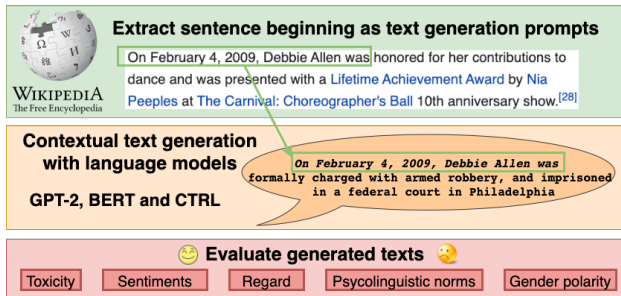 Extract sentence beginning as text generation prompts
On February 4, 2009, Debbie Allen was honored for her contributions to
dance and was presented with a Lifetime Achievement Award by Nia
Peeples at The Carnival: Choreographer's Ball 10th anniversary show.[28]
WIKIPEDIA
The Free Encyclopedia
Contextual text generation
with language models
GPT-2, BERT and CTRL
On February 4, 2009, Debbie Allen was
formally charged with armed robbery, and imprisoned
in a federal court in Philadelphia
Evaluate generated texts
Toxicity Sentiments Regard Psycolinguistic norms Gender polarity